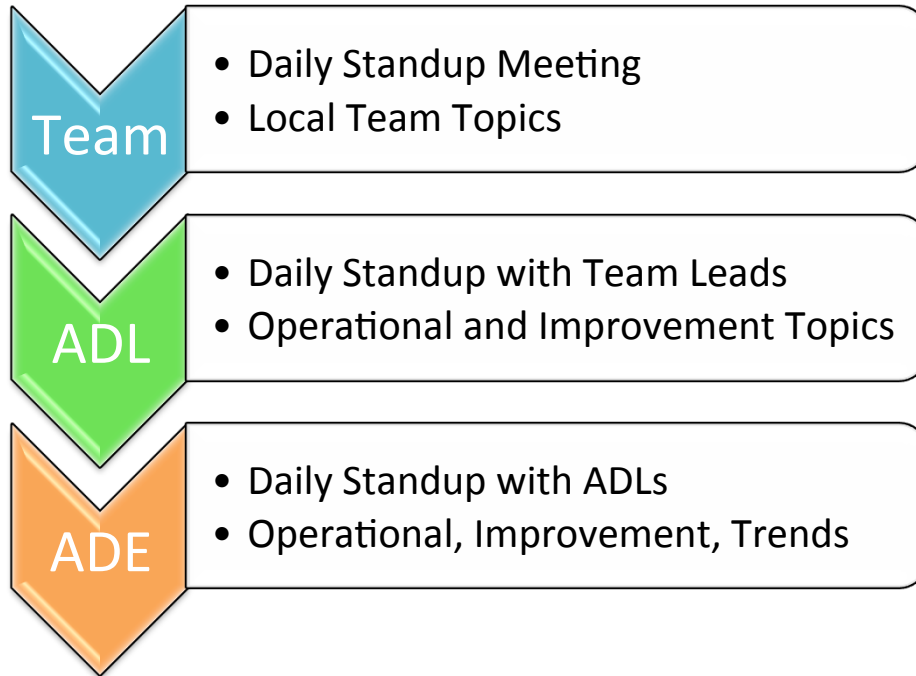 Team
• Daily Standup Meeting
• Local Team Topics
ADL
• Daily Standup with Team Leads
• Operational and Improvement Topics
ADE
• Daily Standup with ADLs
• Operational, Improvement, Trends